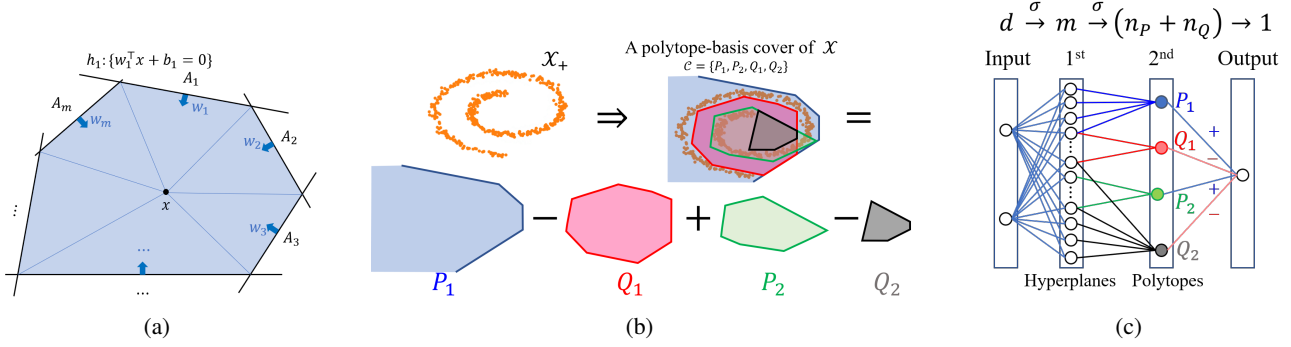 h₁:{w₁ᵀx + b₁ = 0}
A₁
w₁
Aₘ
wₘ
A₂
w₂
x
A₃
w₃
⋮
...
...
(a)
𝒳₊
⇒
A polytope-basis cover of 𝒳
𝒞 = {P₁, P₂, Q₁, Q₂}
=
− + −
P₁ Q₁ P₂ Q₂
(b)
d →σ m →σ (n_P + n_Q) → 1
Input 1st 2nd Output
P₁
+
Q₁
−
+
P₂
−
Q₂
⋮
⋮
Hyperplanes Polytopes
(c)